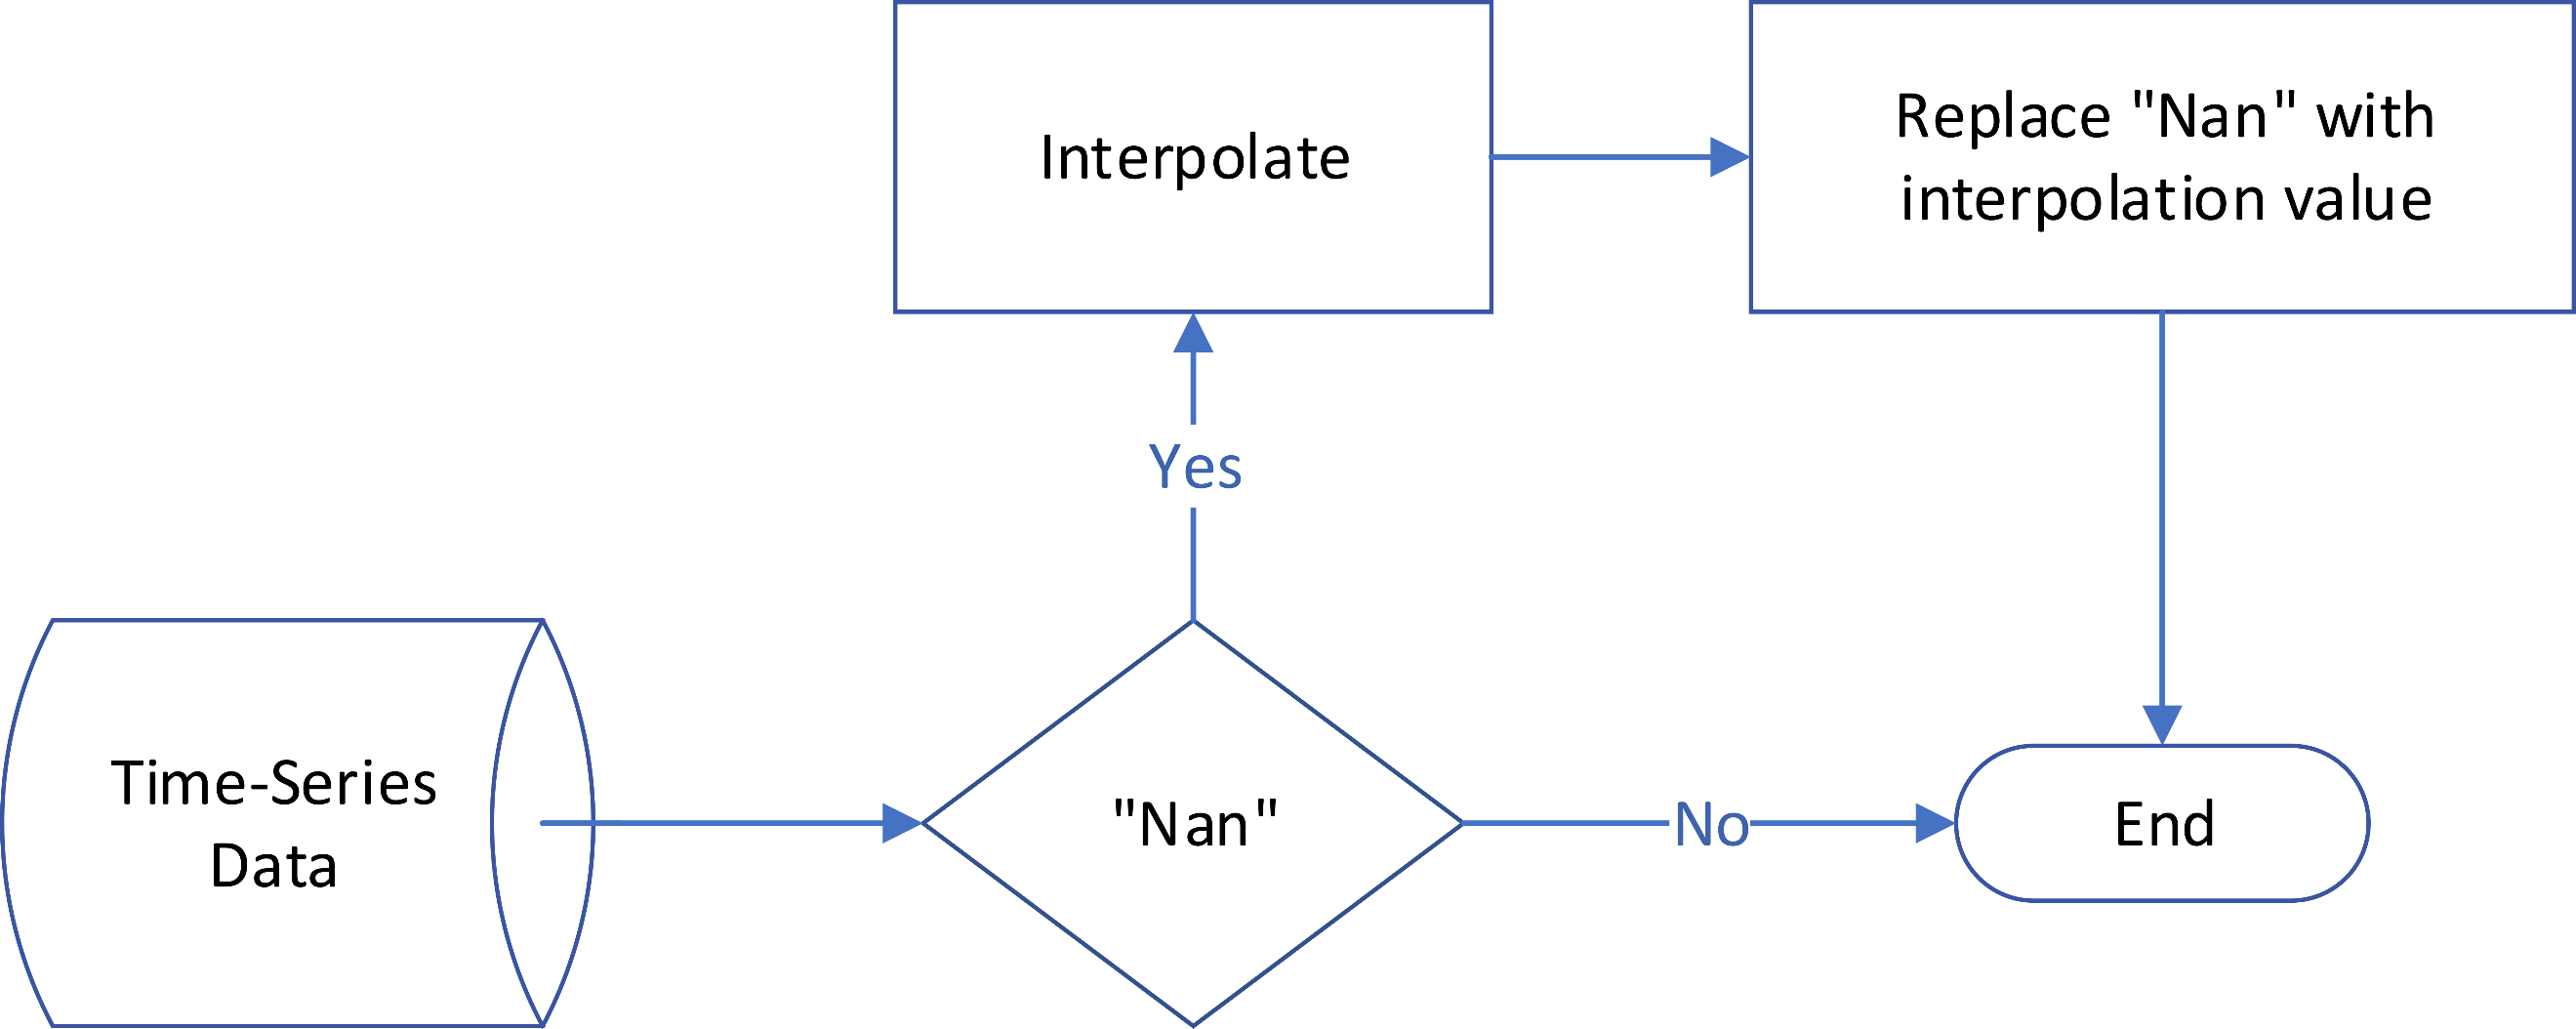 Interpolate
Replace "Nan" with
interpolation value
Yes
Time-Series
Data
"Nan"
No
End